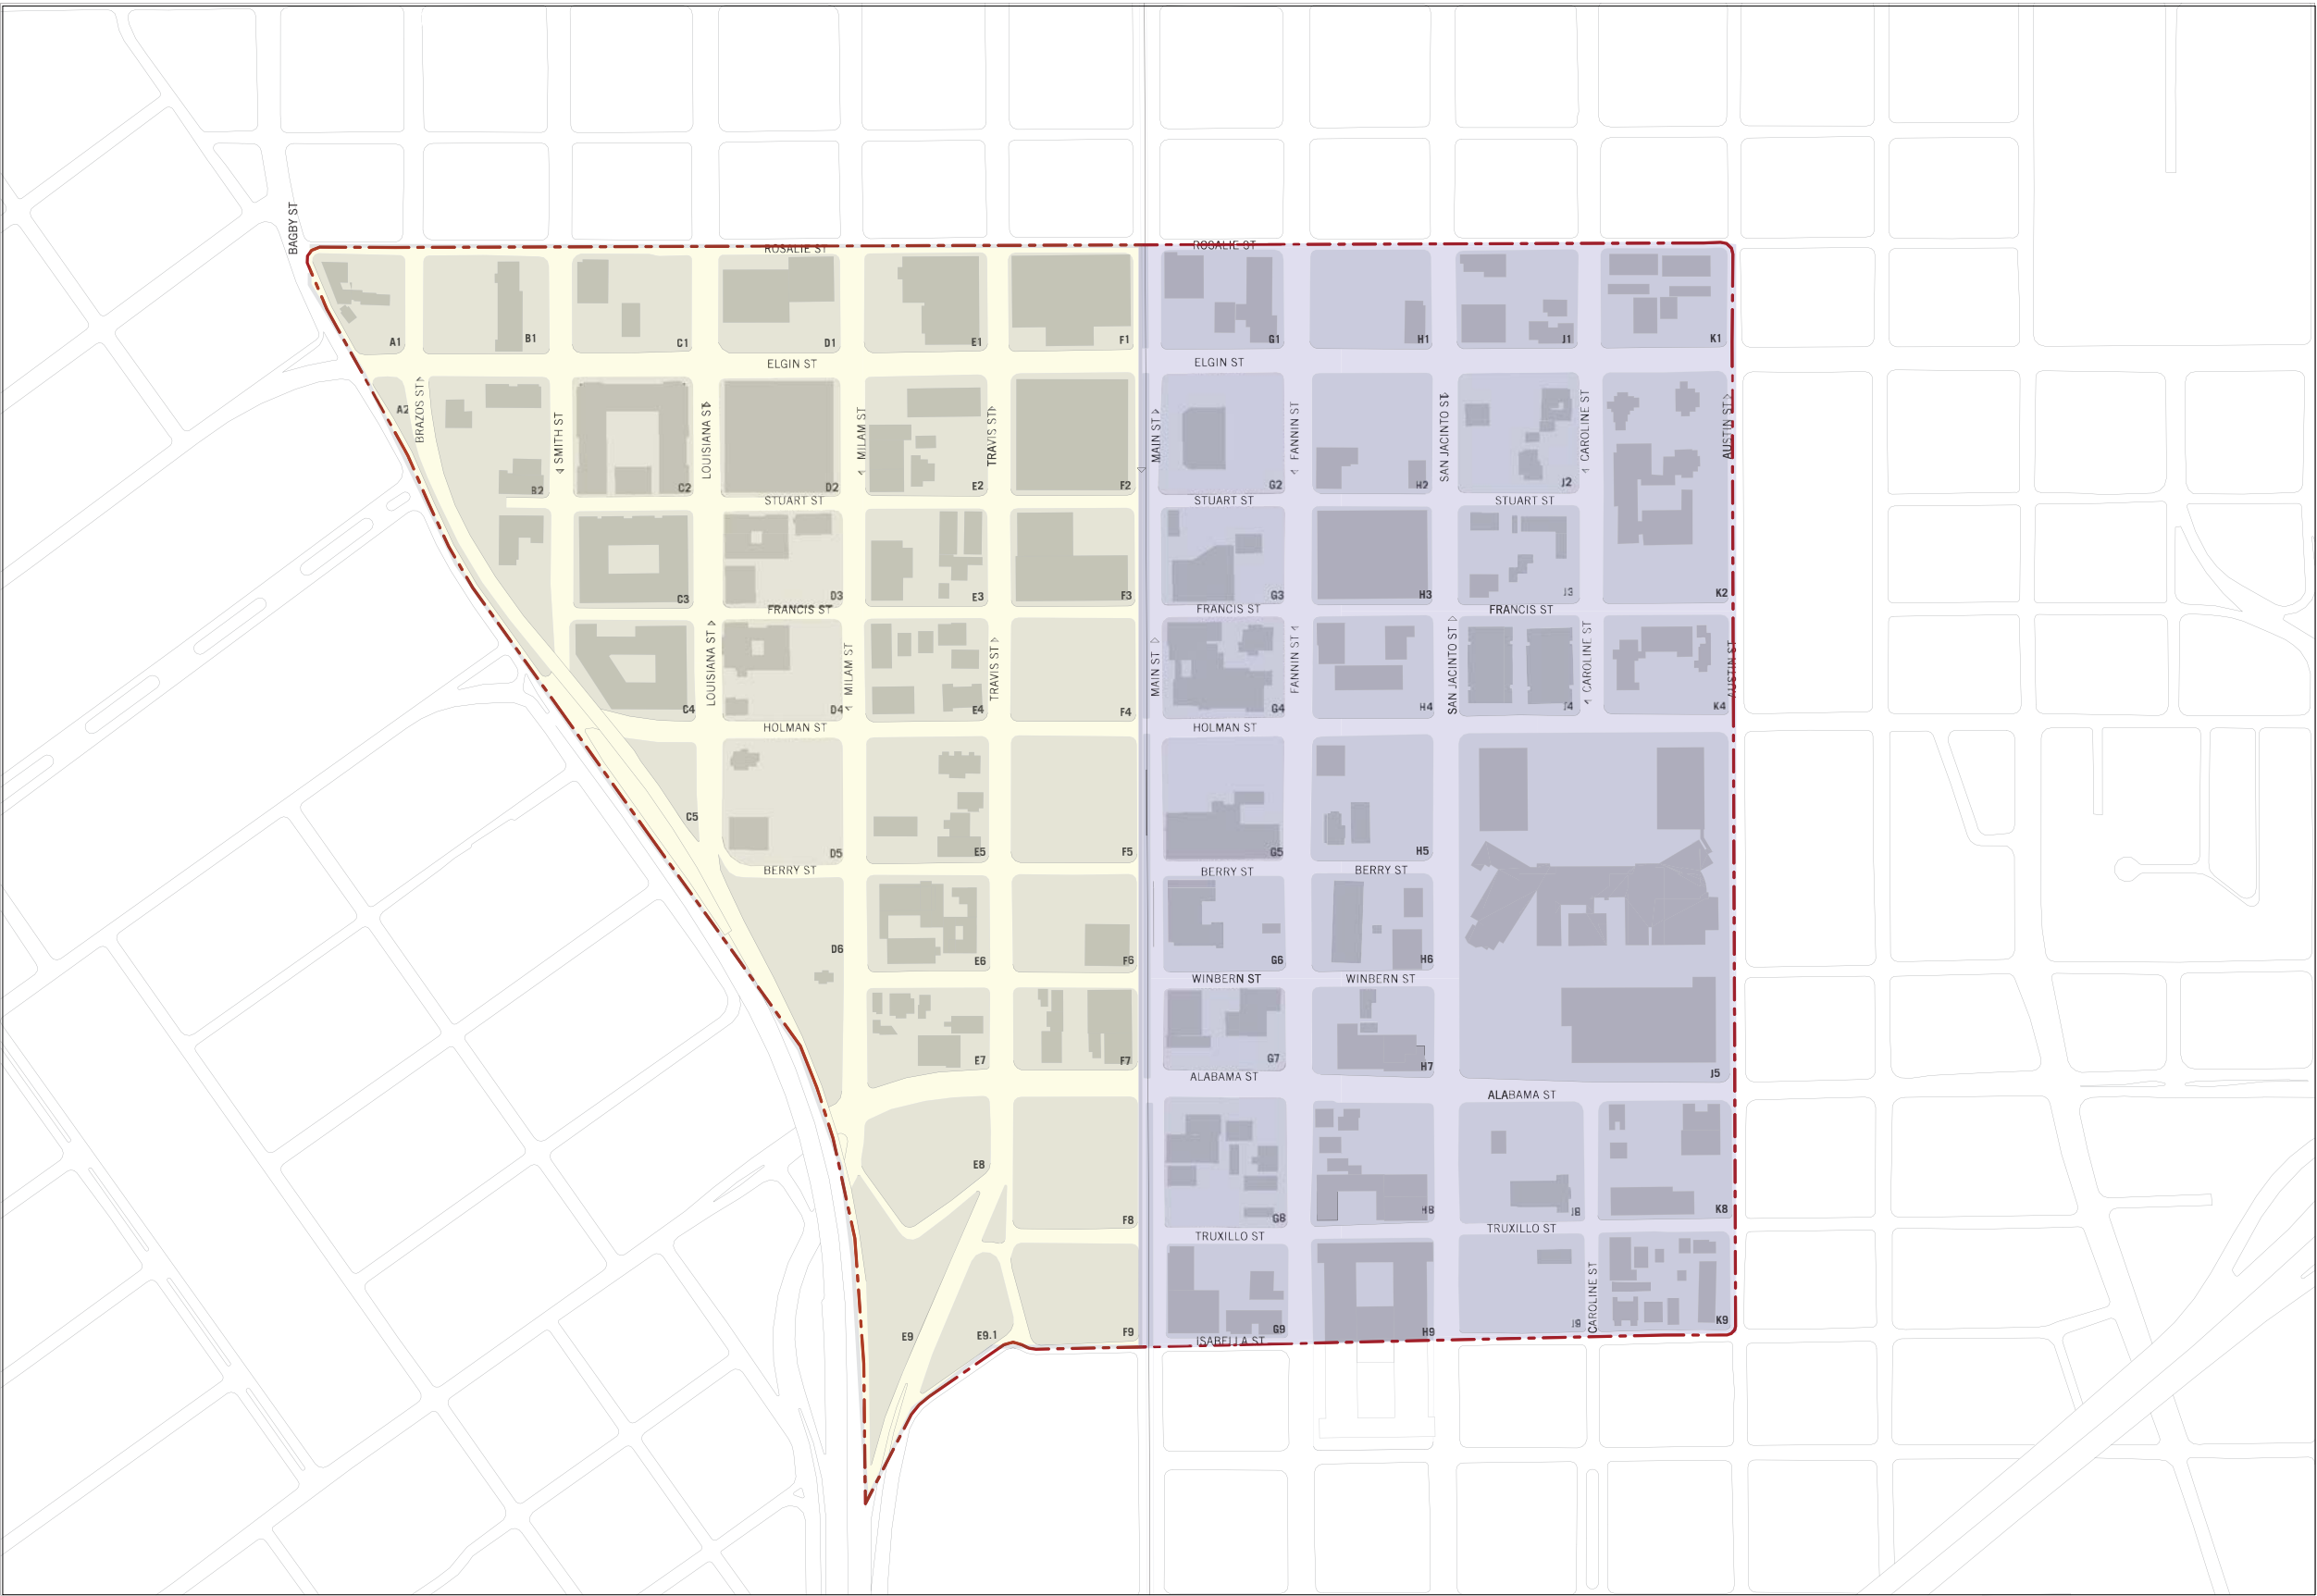 BAGBY ST
ROSALIE ST
ROSALIE ST
A1
B1
C1
D1
E1
F1
G1
H1
J1
K1
ELGIN ST
ELGIN ST
A2
BRAZOS ST
SMITH ST
LOUISIANA ST
MILAM ST
TRAVIS ST
MAIN ST
FANNIN ST
SAN JACINTO ST
CAROLINE ST
AUSTIN ST
B2
C2
D2
E2
F2
G2
H2
J2
STUART ST
STUART ST
STUART ST
C3
D3
E3
F3
G3
H3
J3
K2
FRANCIS ST
FRANCIS ST
FRANCIS ST
LOUISIANA ST
MILAM ST
TRAVIS ST
MAIN ST
FANNIN ST
SAN JACINTO ST
CAROLINE ST
AUSTIN ST
C4
D4
E4
F4
G4
H4
J4
K4
HOLMAN ST
HOLMAN ST
C5
D5
E5
F5
G5
H5
BERRY ST
BERRY ST
BERRY ST
D6
E6
F6
G6
H6
WINBERN ST
WINBERN ST
E7
F7
G7
H7
J5
ALABAMA ST
ALABAMA ST
E8
F8
G8
H8
J8
K8
TRUXILLO ST
TRUXILLO ST
CAROLINE ST
E9
E9.1
F9
G9
H9
J9
K9
ISABELLA ST